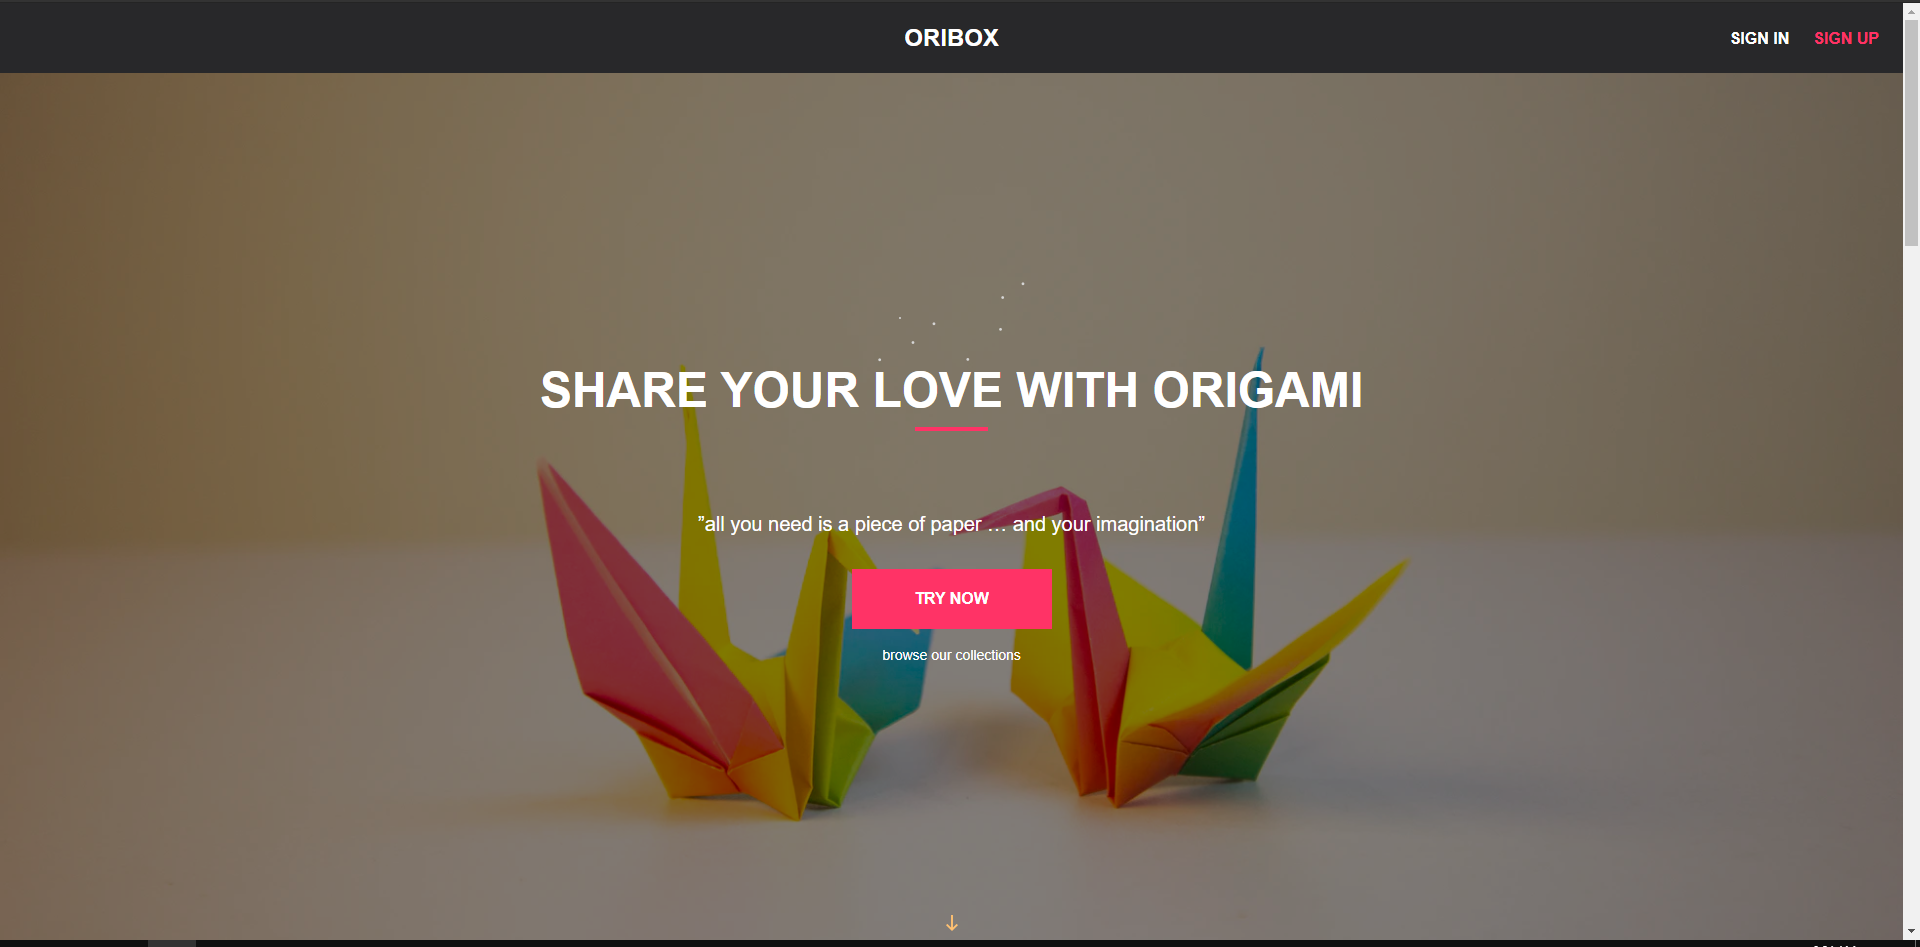 ORIBOX
SIGN IN SIGN UP
SHARE YOUR LOVE WITH ORIGAMI
”all you need is a piece of paper … and your imagination”
TRY NOW
browse our collections